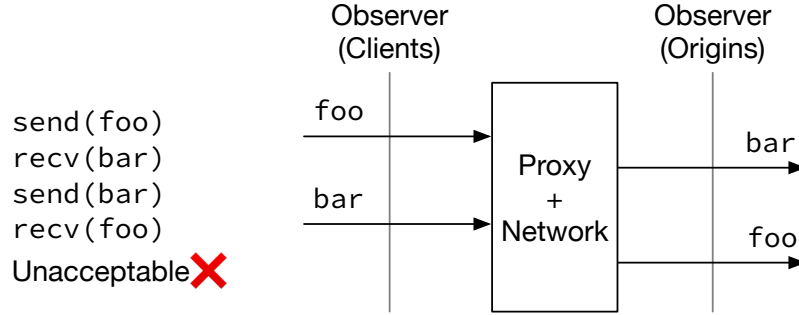 Observer
(Clients)
Observer
(Origins)
send(foo)
recv(bar)
send(bar)
recv(foo)
Unacceptable
foo
bar
Proxy
+
Network
bar
foo